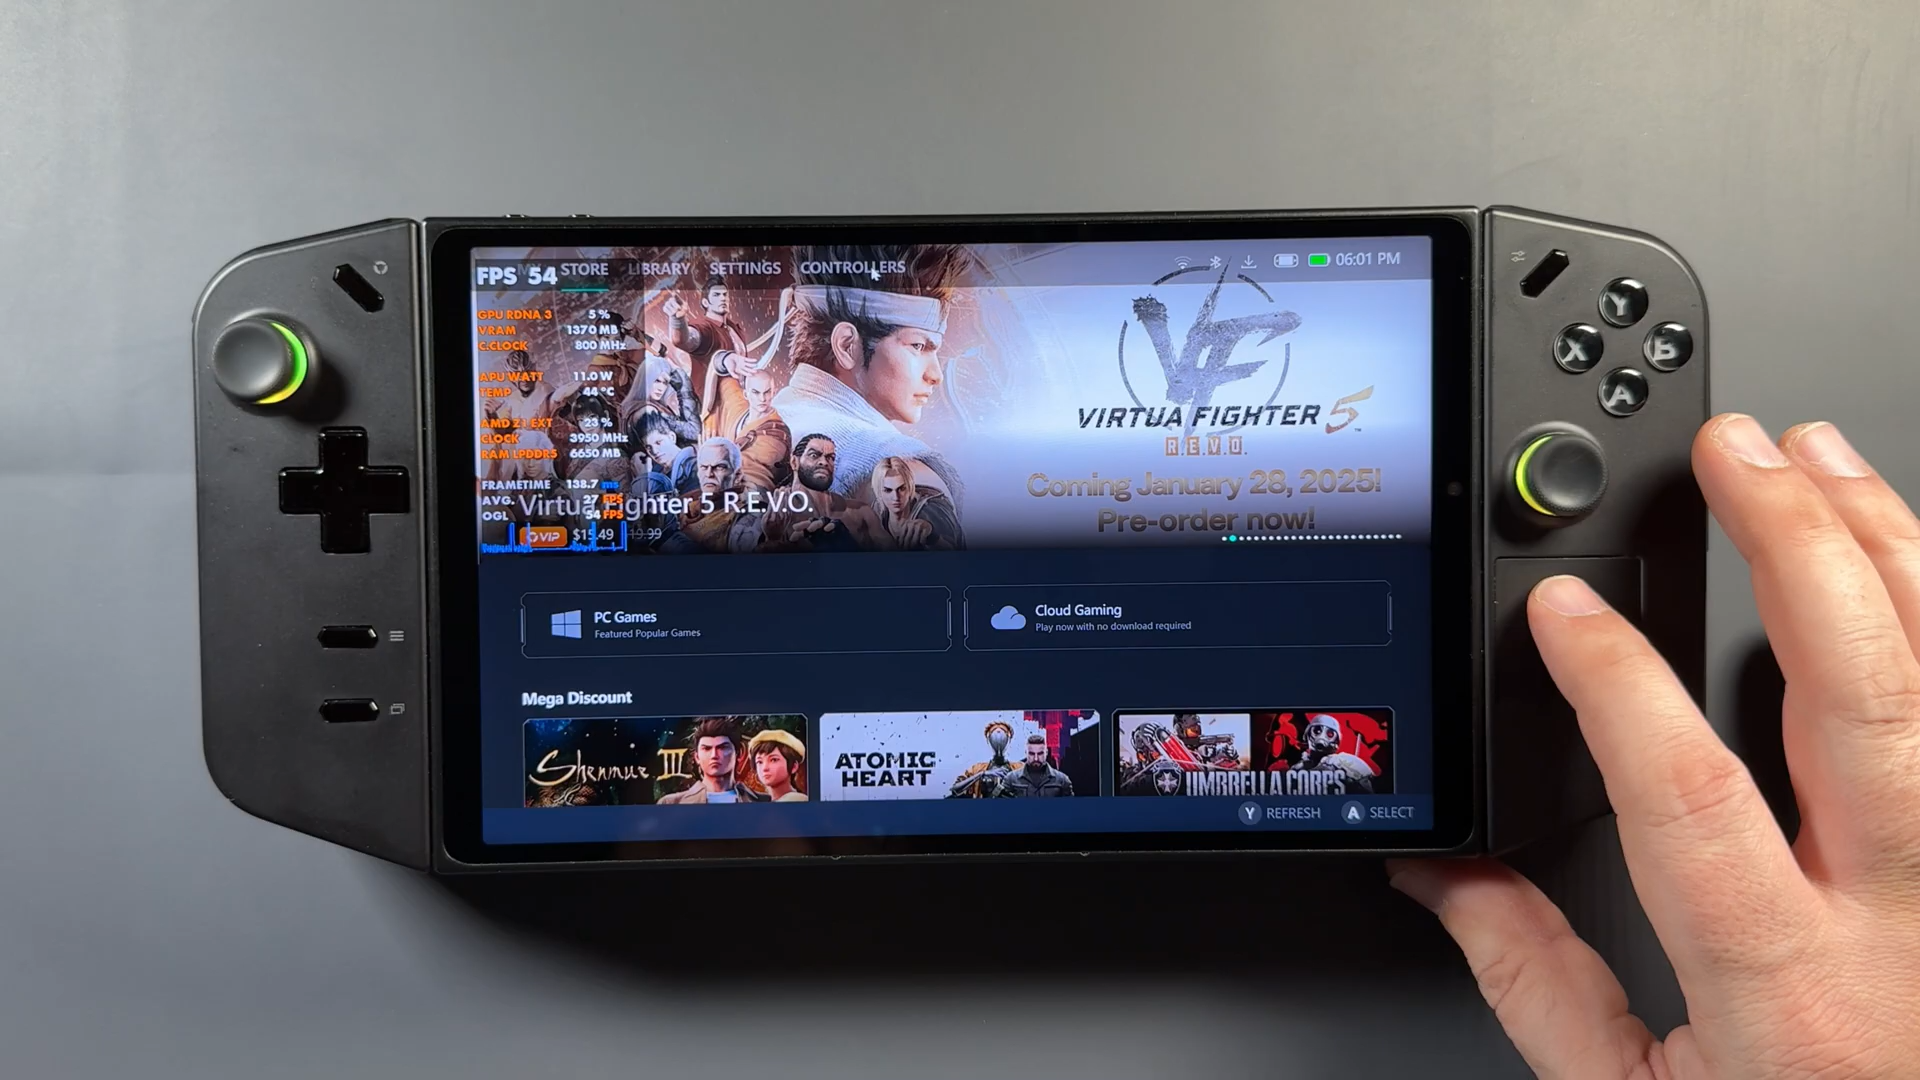 FPS 54
STORE LIBRARY SETTINGS CONTROLLERS
06:01 PM
GPU RDNA 3 5 %
VRAM 1370 MB
C.CLOCK 800 MHz
APU WATT 11.0 W
TEMP 44 °C
AMD Z1 EXT 23 %
CLOCK 3950 MHz
RAM LPDDR5 6650 MB
FRAMETIME 138.7 ms
AVG. 27 FPS
OGL 54 FPS
Virtua Fighter 5 R.E.V.O.
VIP $15.49 19.99
VF
VIRTUA FIGHTER 5
R.E.V.O.
Coming January 28, 2025!
Pre-order now!
PC Games
Featured Popular Games
Cloud Gaming
Play now with no download required
Mega Discount
Shenmue III
ATOMIC
HEART
UMBRELLA CORPS
Y REFRESH A SELECT
Y
X
B
A